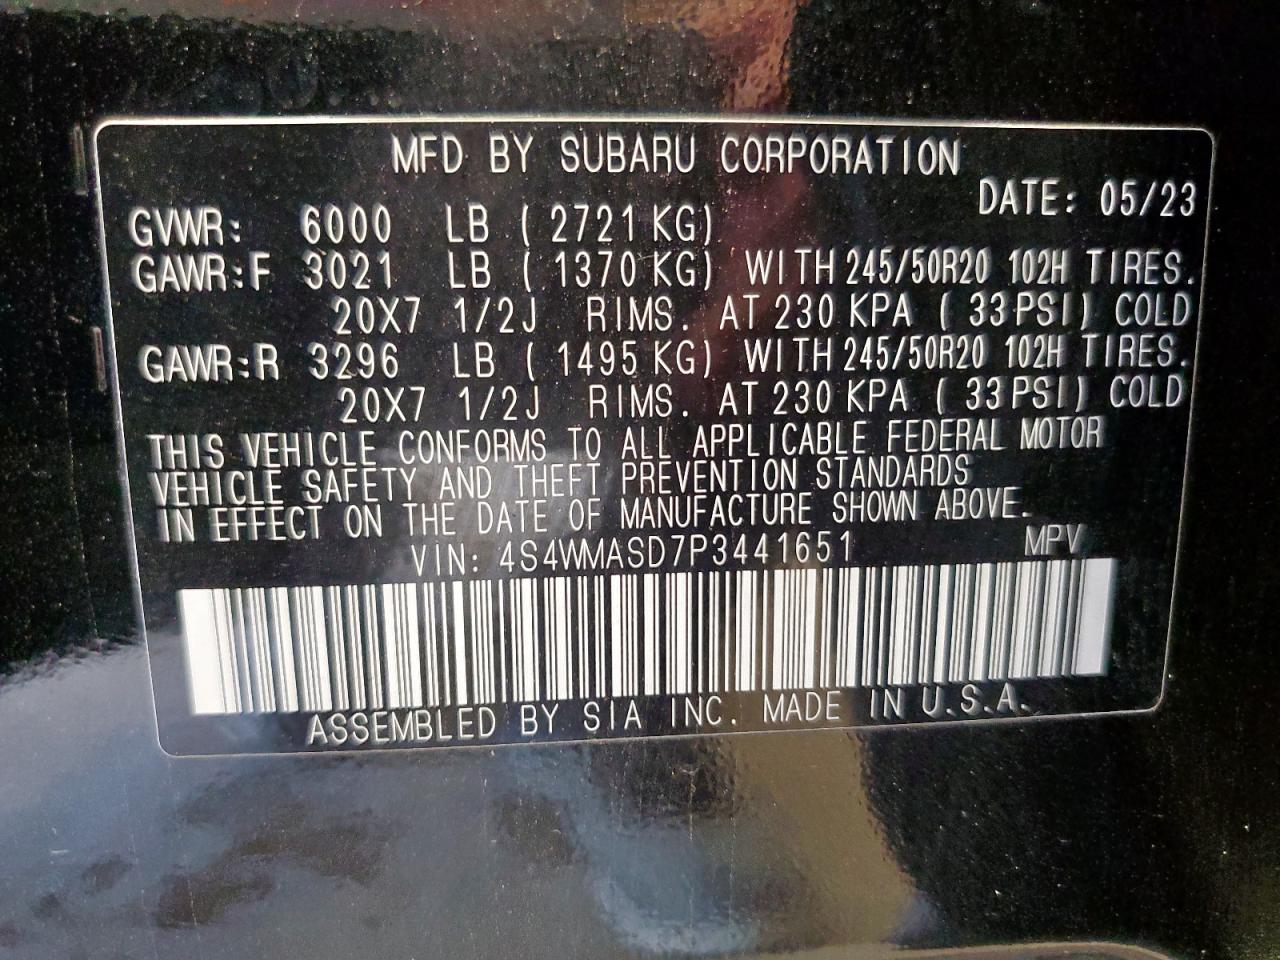 MFD BY SUBARU CORPORATION
DATE: 05/23
GVWR: 6000 LB ( 2721 KG)
GAWR:F 3021 LB ( 1370 KG) WITH 245/50R20 102H TIRES.
20X7 1/2J RIMS. AT 230 KPA ( 33 PSI) COLD
GAWR:R 3296 LB ( 1495 KG) WITH 245/50R20 102H TIRES.
20X7 1/2J RIMS. AT 230 KPA ( 33 PSI) COLD
THIS VEHICLE CONFORMS TO ALL APPLICABLE FEDERAL MOTOR
VEHICLE SAFETY AND THEFT PREVENTION STANDARDS
IN EFFECT ON THE DATE OF MANUFACTURE SHOWN ABOVE.
VIN: 4S4WMASD7P3441651 MPV
ASSEMBLED BY SIA INC. MADE IN U.S.A.